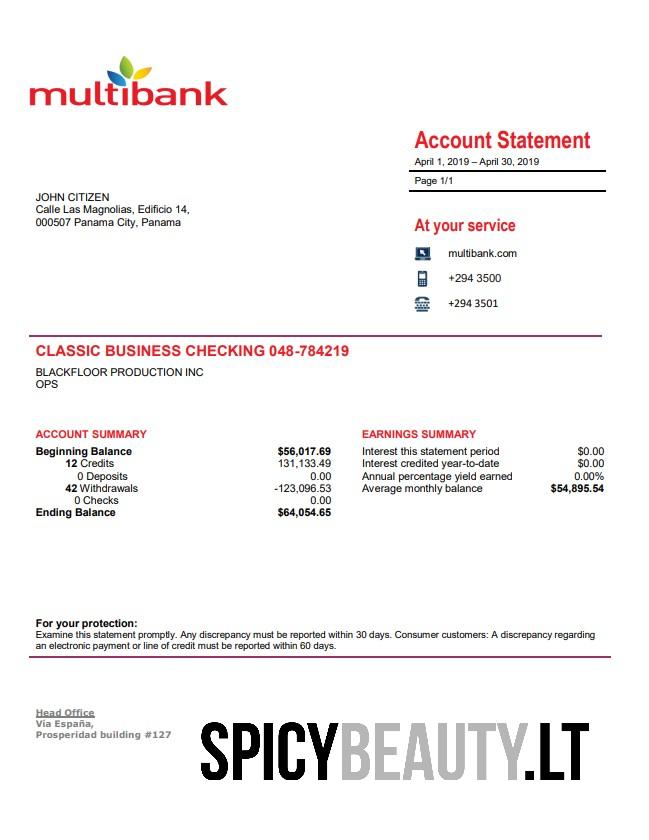 multibank
Account Statement
April 1, 2019 – April 30, 2019
Page 1/1
JOHN CITIZEN
Calle Las Magnolias, Edificio 14,
000507 Panama City, Panama
At your service
multibank.com
+294 3500
+294 3501
CLASSIC BUSINESS CHECKING 048-784219
BLACKFLOOR PRODUCTION INC
OPS
ACCOUNT SUMMARY
Beginning Balance $56,017.69
12 Credits 131,133.49
0 Deposits 0.00
42 Withdrawals -123,096.53
0 Checks 0.00
Ending Balance $64,054.65
EARNINGS SUMMARY
Interest this statement period $0.00
Interest credited year-to-date $0.00
Annual percentage yield earned 0.00%
Average monthly balance $54,895.54
For your protection:
Examine this statement promptly. Any discrepancy must be reported within 30 days. Consumer customers: A discrepancy regarding
an electronic payment or line of credit must be reported within 60 days.
Head Office
Via España,
Prosperidad building #127
SPICYBEAUTY.LT